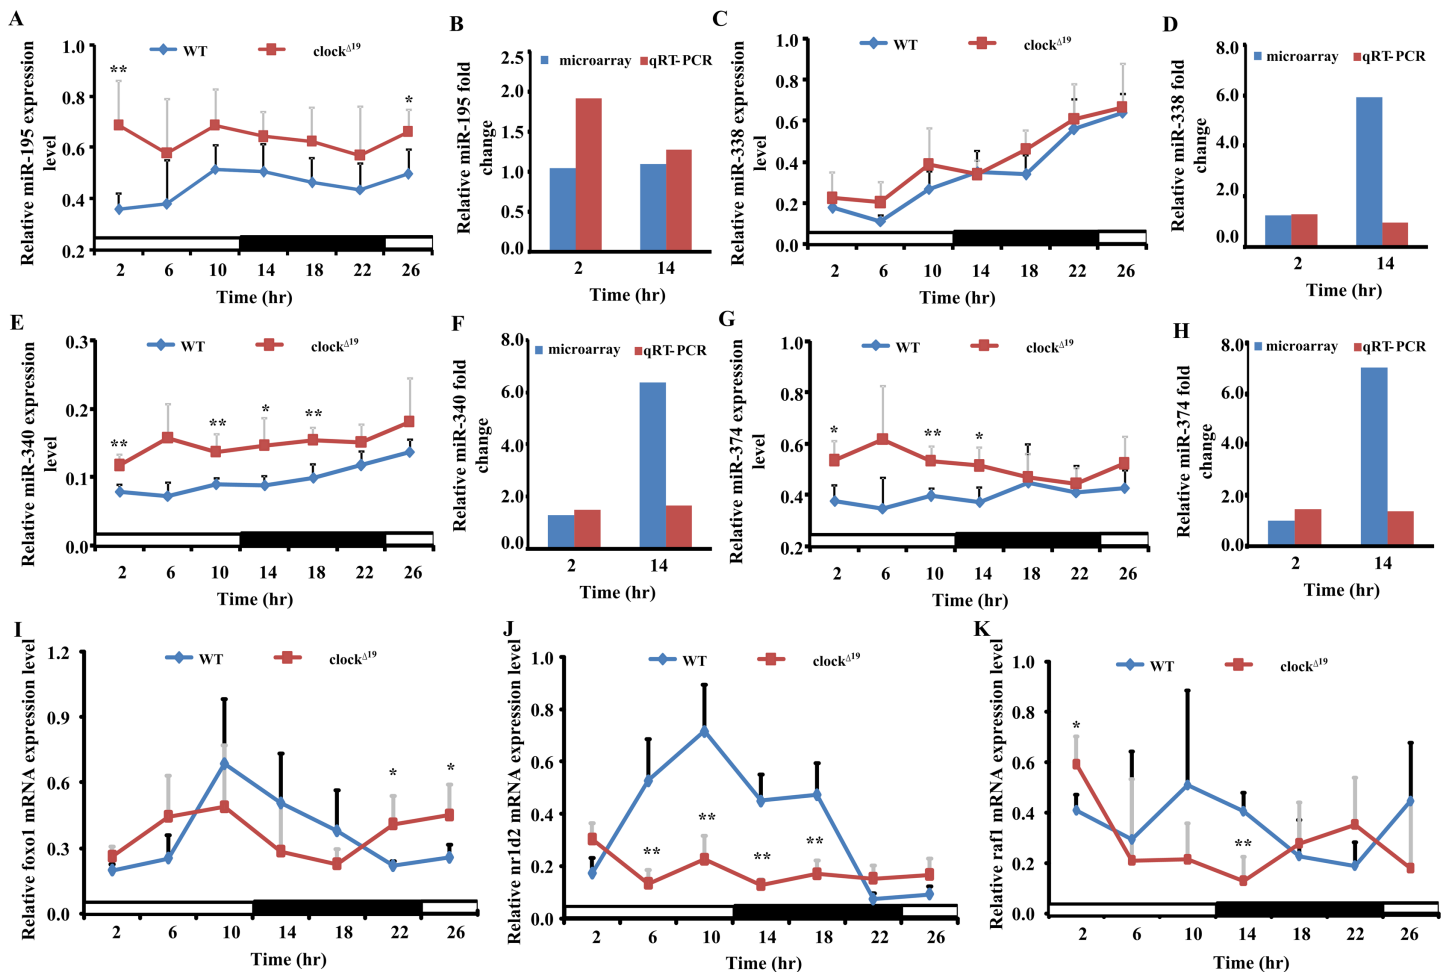 A
WT
clockΔ19
Relative miR-195 expression
level
1.0
0.8
0.6
0.4
0.2
**
*
2 6 10 14 18 22 26
Time (hr)
B
microarray qRT-PCR
Relative miR-195 fold
change
2.5
2.0
1.5
1.0
0.5
0.0
2 14
Time (hr)
C
WT
clockΔ19
Relative miR-338 expression
level
1.0
0.8
0.6
0.4
0.2
0.0
2 6 10 14 18 22 26
Time (hr)
D
microarray qRT-PCR
Relative miR-338 fold
change
8.0
6.0
4.0
2.0
0.0
2 14
Time (hr)
E
WT
clockΔ19
Relative miR-340 expression
level
0.3
0.2
0.1
0.0
** ** * **
2 6 10 14 18 22 26
Time (hr)
F
microarray qRT-PCR
Relative miR-340 fold
change
8.0
6.0
4.0
2.0
0.0
2 14
Time (hr)
G
WT
clockΔ19
Relative miR-374 expression
level
1.0
0.8
0.6
0.4
0.2
* ** *
2 6 10 14 18 22 26
Time (hr)
H
microarray qRT-PCR
Relative miR-374 fold
change
8.0
6.0
4.0
2.0
0.0
2 14
Time (hr)
I
WT
clockΔ19
Relative foxo1 mRNA expression level
1.2
0.9
0.6
0.3
0.0
* *
2 6 10 14 18 22 26
Time (hr)
J
WT
clockΔ19
Relative nr1d2 mRNA expression level
1.0
0.8
0.6
0.4
0.2
0.0
** ** ** **
2 6 10 14 18 22 26
Time (hr)
K
WT
clockΔ19
Relative raf1 mRNA expression level
1.0
0.8
0.6
0.4
0.2
0.0
* **
2 6 10 14 18 22 26
Time (hr)